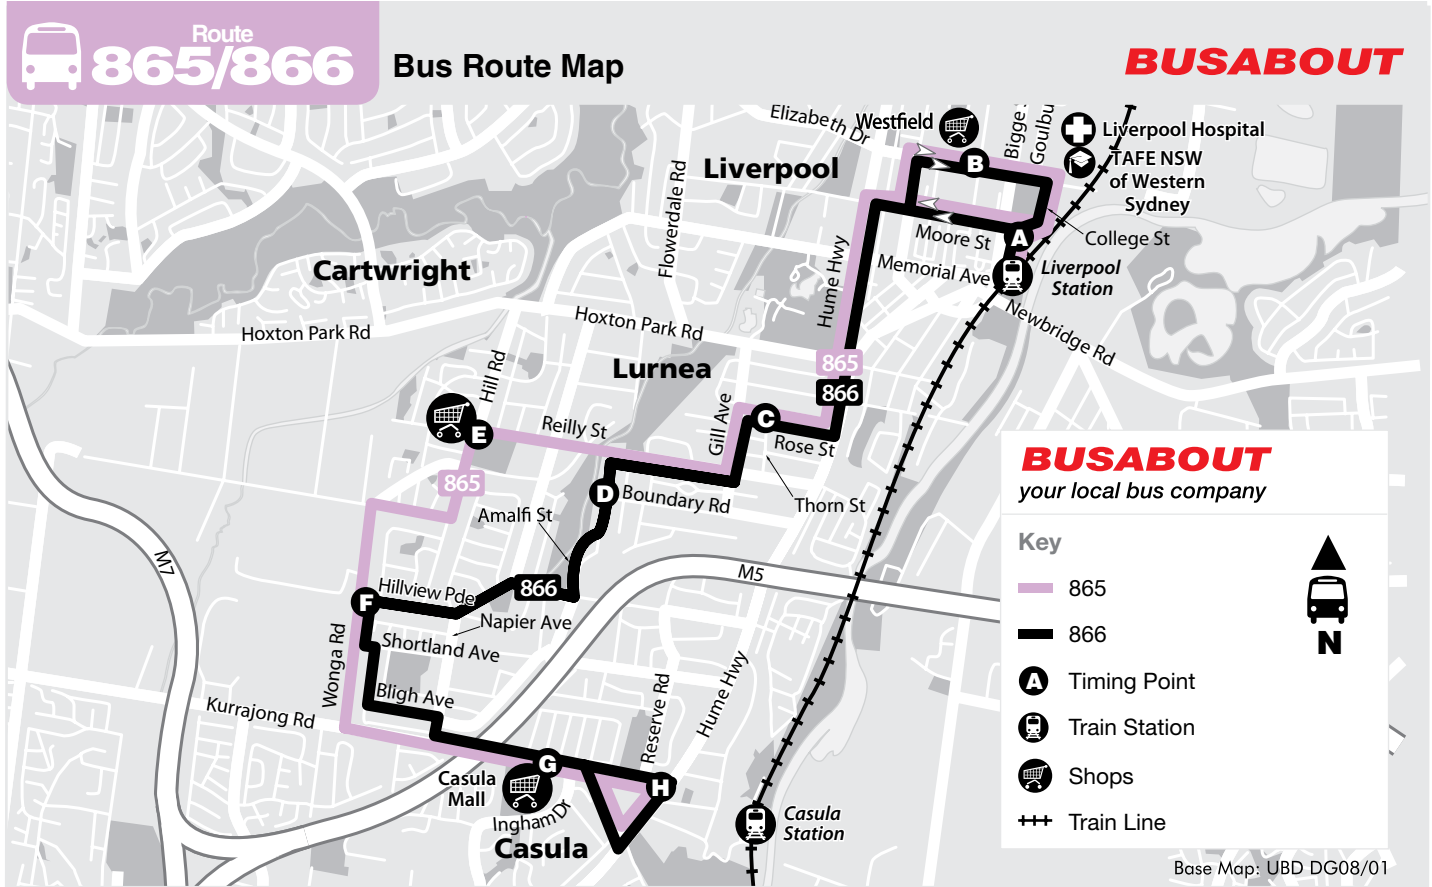 Route
865/866
Bus Route Map
BUSABOUT
Elizabeth Dr
Westfield
Bigge
Goulbu
Liverpool Hospital
TAFE NSW
of Western
Sydney
B
Liverpool
Flowerdale Rd
Moore St
A
College St
Cartwright
Hume Hwy
Memorial Ave
Liverpool
Station
Hoxton Park Rd
Hoxton Park Rd
Newbridge Rd
Lurnea
865
866
Hill Rd
Gill Ave
C
Rose St
E
Reilly St
865
D
Boundary Rd
Thorn St
Amalfi St
M7
M5
866
F
Hillview Pde
Napier Ave
Shortland Ave
Wonga Rd
Bligh Ave
Kurrajong Rd
Reserve Rd
Hume Hwy
G
H
Casula
Mall
Ingham Dr
Casula
Casula
Station
BUSABOUT
your local bus company
Key
865
866
A
Timing Point
Train Station
Shops
Train Line
N
Base Map: UBD DG08/01